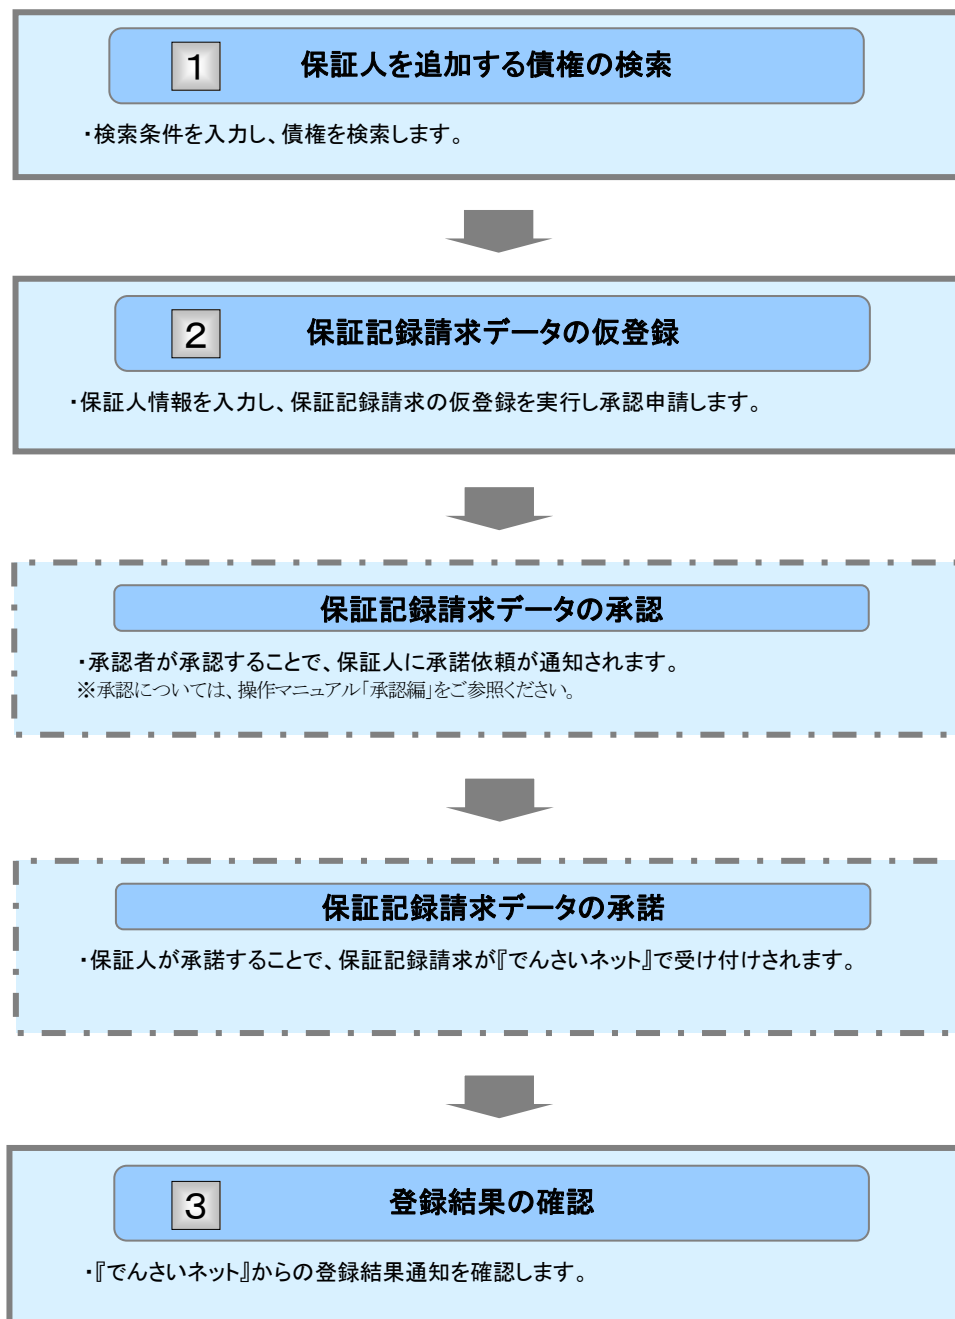 1 保証人を追加する債権の検索
・検索条件を入力し、債権を検索します。
2 保証記録請求データの仮登録
・保証人情報を入力し、保証記録請求の仮登録を実行し承認申請します。
保証記録請求データの承認
・承認者が承認することで、保証人に承諾依頼が通知されます。
※承認については、操作マニュアル「承認編」をご参照ください。
保証記録請求データの承諾
・保証人が承諾することで、保証記録請求が『でんさいネット』で受け付けされます。
3 登録結果の確認
・『でんさいネット』からの登録結果通知を確認します。